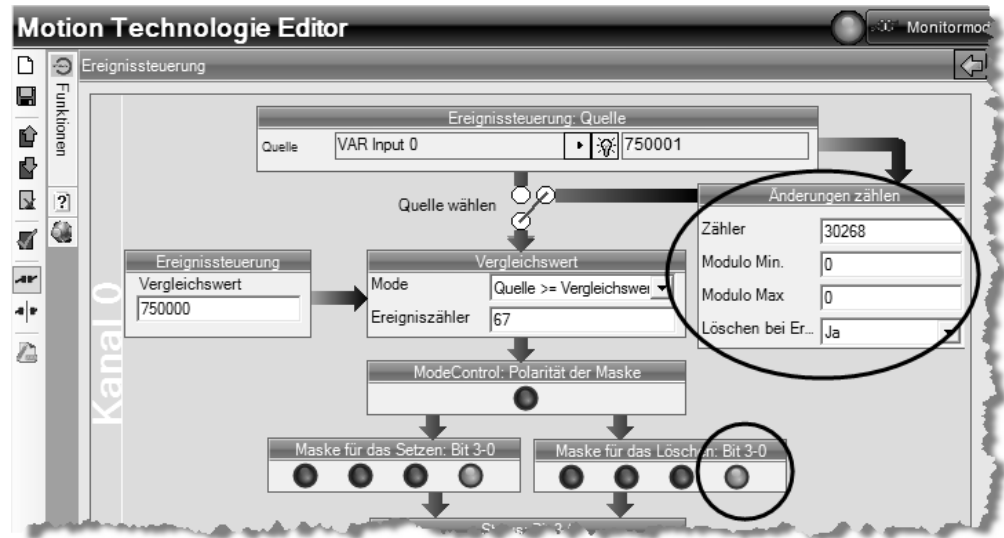 Motion Technologie Editor
Monitormod
Ereignissteuerung
Funktionen
Kanal 0
Ereignissteuerung: Quelle
Quelle VAR Input 0 750001
Quelle wählen
Änderungen zählen
Zähler 30268
Modulo Min. 0
Modulo Max 0
Löschen bei Er... Ja
Ereignissteuerung
Vergleichswert
750000
Vergleichswert
Mode Quelle >= Vergleichswer
Ereigniszähler 67
ModeControl: Polarität der Maske
Maske für das Setzen: Bit 3-0
Maske für das Löschen: Bit 3-0